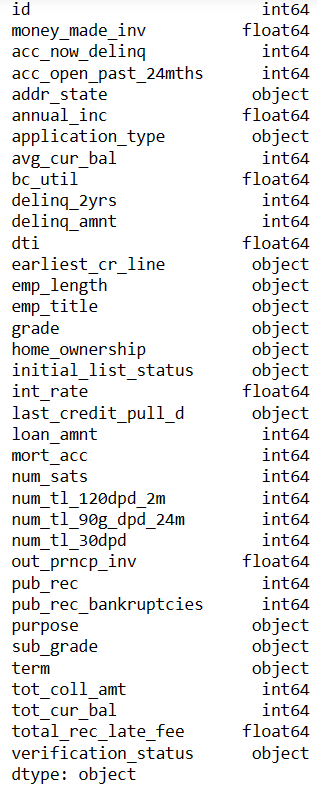 id int64
money_made_inv float64
acc_now_delinq int64
acc_open_past_24mths int64
addr_state object
annual_inc float64
application_type object
avg_cur_bal int64
bc_util float64
delinq_2yrs int64
delinq_amnt int64
dti float64
earliest_cr_line object
emp_length object
emp_title object
grade object
home_ownership object
initial_list_status object
int_rate float64
last_credit_pull_d object
loan_amnt int64
mort_acc int64
num_sats int64
num_tl_120dpd_2m int64
num_tl_90g_dpd_24m int64
num_tl_30dpd int64
out_prncp_inv float64
pub_rec int64
pub_rec_bankruptcies int64
purpose object
sub_grade object
term object
tot_coll_amt int64
tot_cur_bal int64
total_rec_late_fee float64
verification_status object
dtype: object